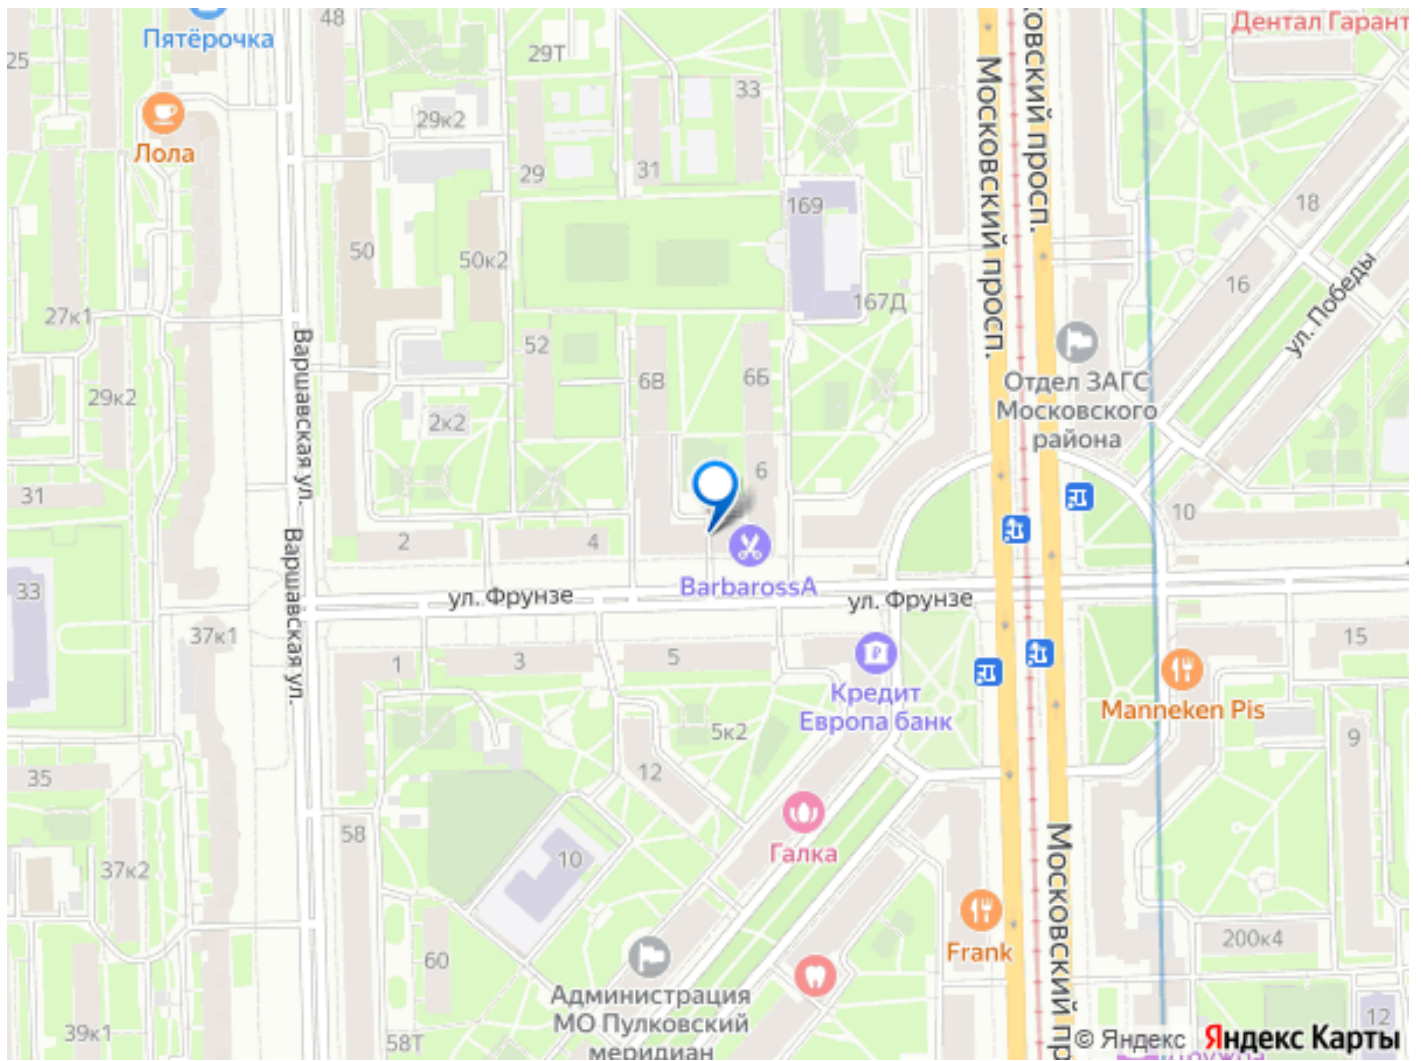 48
Пятёрочка
25
29Т
33
Дентал Гарант
29к2
Лола
29
31
Московский просп.
ковский просп.
169
18
50
50к2
167Д
16
ул. Победы
27к1
52
6В
6Б
12
Варшавская ул.
Отдел ЗАГС
Московского
района
29к2
2к2
31
6
10
2
4
BarbarossA
33
ул. Фрунзе
ул. Фрунзе
Варшавская ул.
37к1
1
3
5
15
Кредит
Европа банк
Manneken Pis
5к2
9
35
12
58
Галка
Московский пр
37к2
10
200к4
Frank
60
Администрация
МО Пулковский
меридиан
39к1
58Т
12
© Яндекс Яндекс Карты